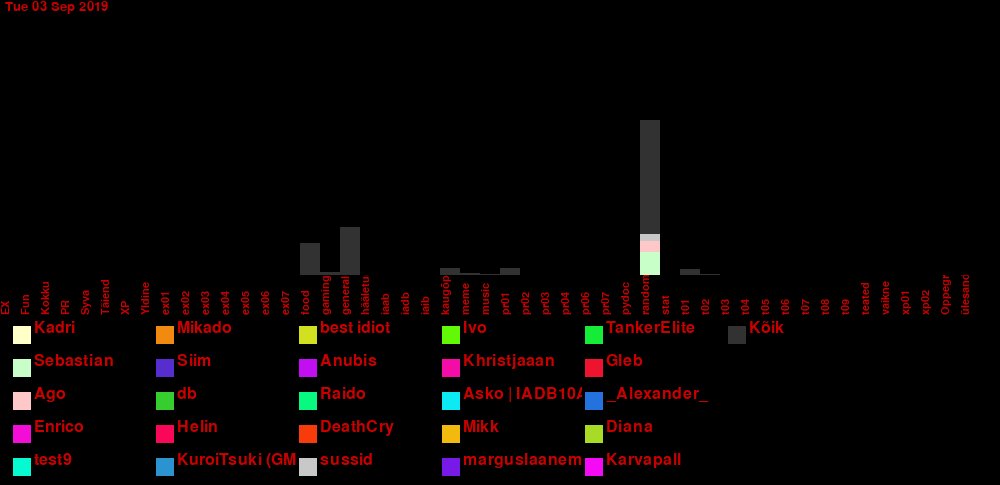 Tue 03 Sep 2019
EX Fun Kokku PR Syva Täiend XP Yldine ex01 ex02 ex03 ex04 ex05 ex06 ex07 food gaming general hääletu iaab iadb iaib kaugõp meme music pr01 pr02 pr03 pr04 pr06 pr07 pydoc random stat t01 t02 t03 t04 t05 t06 t07 t08 t09 teated vaikne xp01 xp02 Õppegr ülesand
Kadri Mikado best idiot Ivo TankerElite Kõik
Sebastian Siim Anubis Khristjaaan Gleb
Ago db Raido Asko | IADB10A _Alexander_
Enrico Helin DeathCry Mikk Diana
test9 KuroiTsuki (GM sussid marguslaanem Karvapall